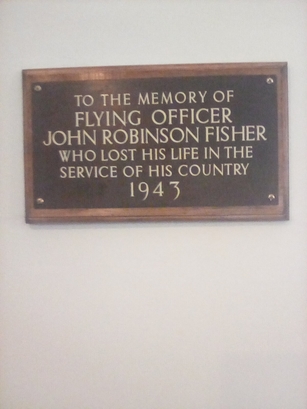 TO THE MEMORY OF
FLYING OFFICER
JOHN ROBINSON FISHER
WHO LOST HIS LIFE IN THE
SERVICE OF HIS COUNTRY
1943